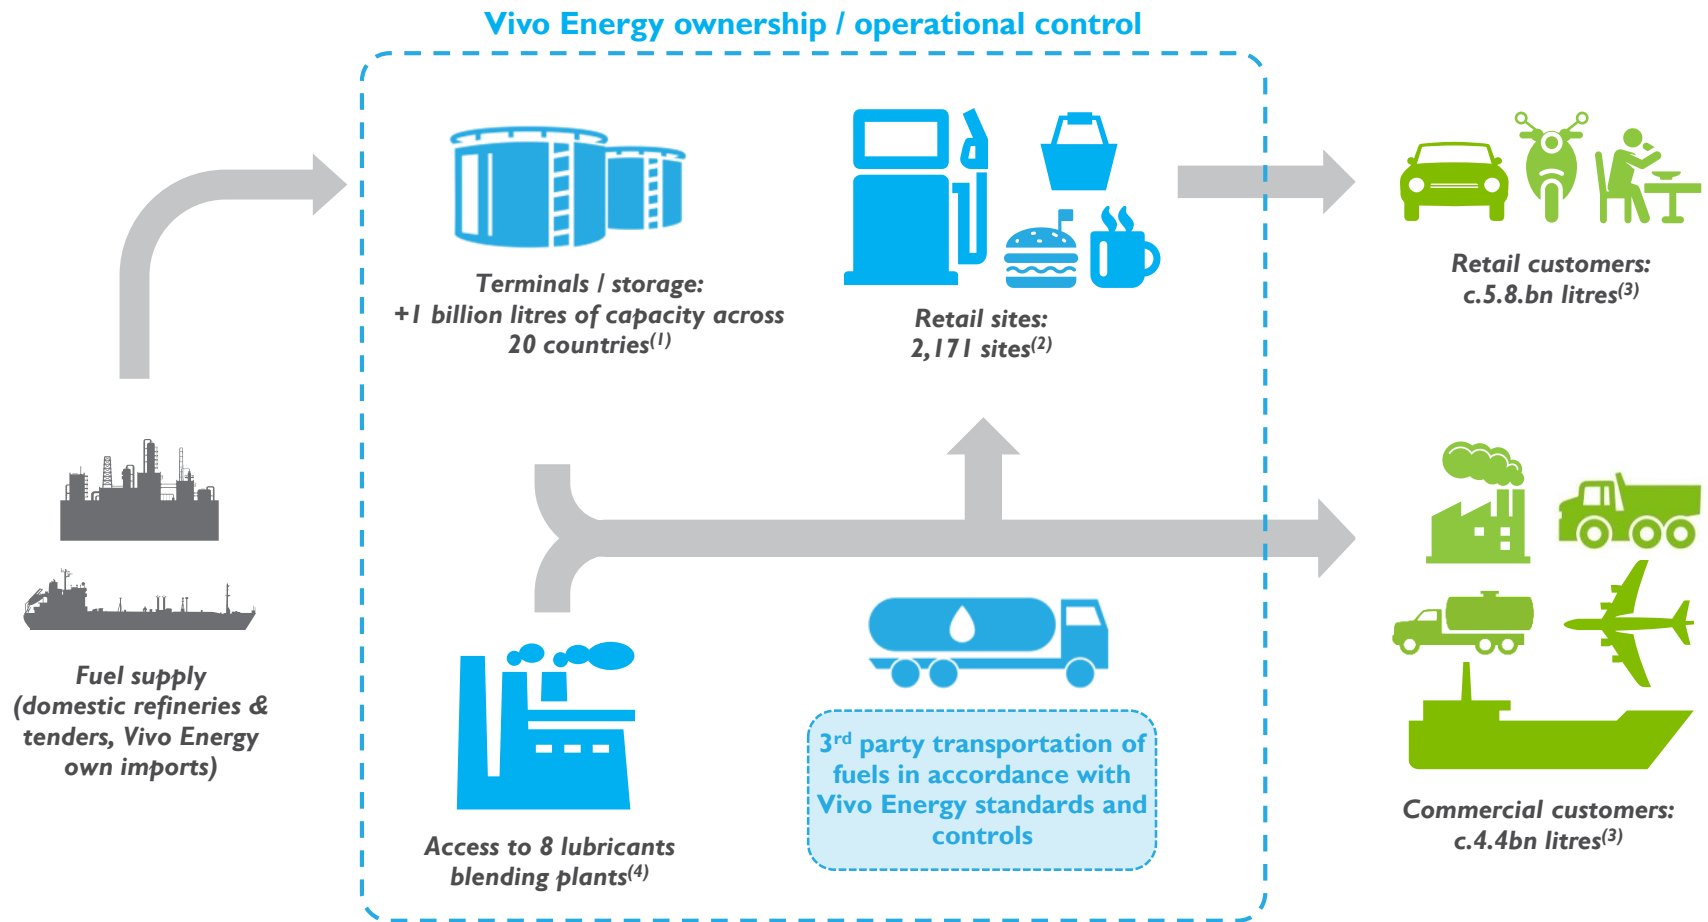 Vivo Energy ownership / operational control
Terminals / storage:
+1 billion litres of capacity across
20 countries(1)
Retail sites:
2,171 sites(2)
Retail customers:
c.5.8.bn litres(3)
Fuel supply
(domestic refineries &
tenders, Vivo Energy
own imports)
Access to 8 lubricants
blending plants(4)
3rd party transportation of
fuels in accordance with
Vivo Energy standards and
controls
Commercial customers:
c.4.4bn litres(3)